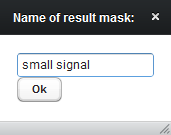 Name of result mask: ×
small signal
Ok